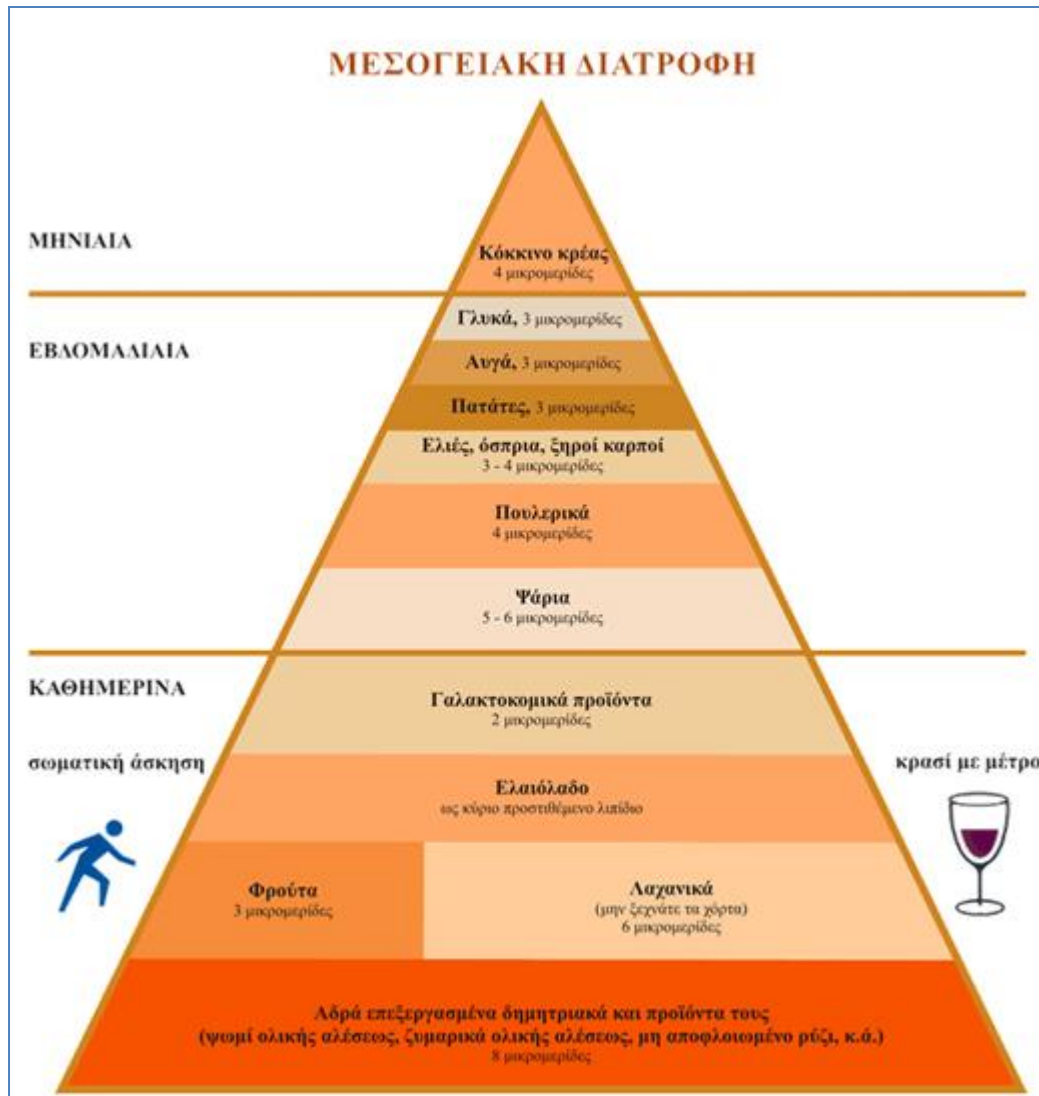 ΜΕΣΟΓΕΙΑΚΗ ΔΙΑΤΡΟΦΗ
ΜΗΝΙΑΙΑ
Κόκκινο κρέας
4 μικρομερίδες
ΕΒΔΟΜΑΔΙΑΙΑ
Γλυκά, 3 μικρομερίδες
Αυγά, 3 μικρομερίδες
Πατάτες, 3 μικρομερίδες
Ελιές, όσπρια, ξηροί καρποί
3 - 4 μικρομερίδες
Πουλερικά
4 μικρομερίδες
Ψάρια
5 - 6 μικρομερίδες
ΚΑΘΗΜΕΡΙΝΑ
Γαλακτοκομικά προϊόντα
2 μικρομερίδες
σωματική άσκηση
κρασί με μέτρο
Ελαιόλαδο
ως κύριο προστιθέμενο λιπίδιο
Φρούτα
3 μικρομερίδες
Λαχανικά
(μην ξεχνάτε τα χόρτα)
6 μικρομερίδες
Αδρά επεξεργασμένα δημητριακά και προϊόντα τους
(ψωμί ολικής αλέσεως, ζυμαρικά ολικής αλέσεως, μη αποφλοιωμένο ρύζι, κ.ά.)
8 μικρομερίδες